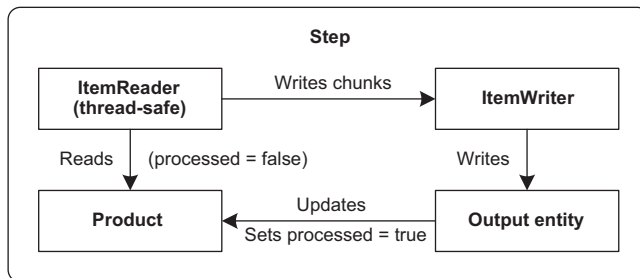 Step
ItemReader
(thread-safe)
Writes chunks
ItemWriter
Reads
(processed = false)
Writes
Product
Updates
Sets processed = true
Output entity